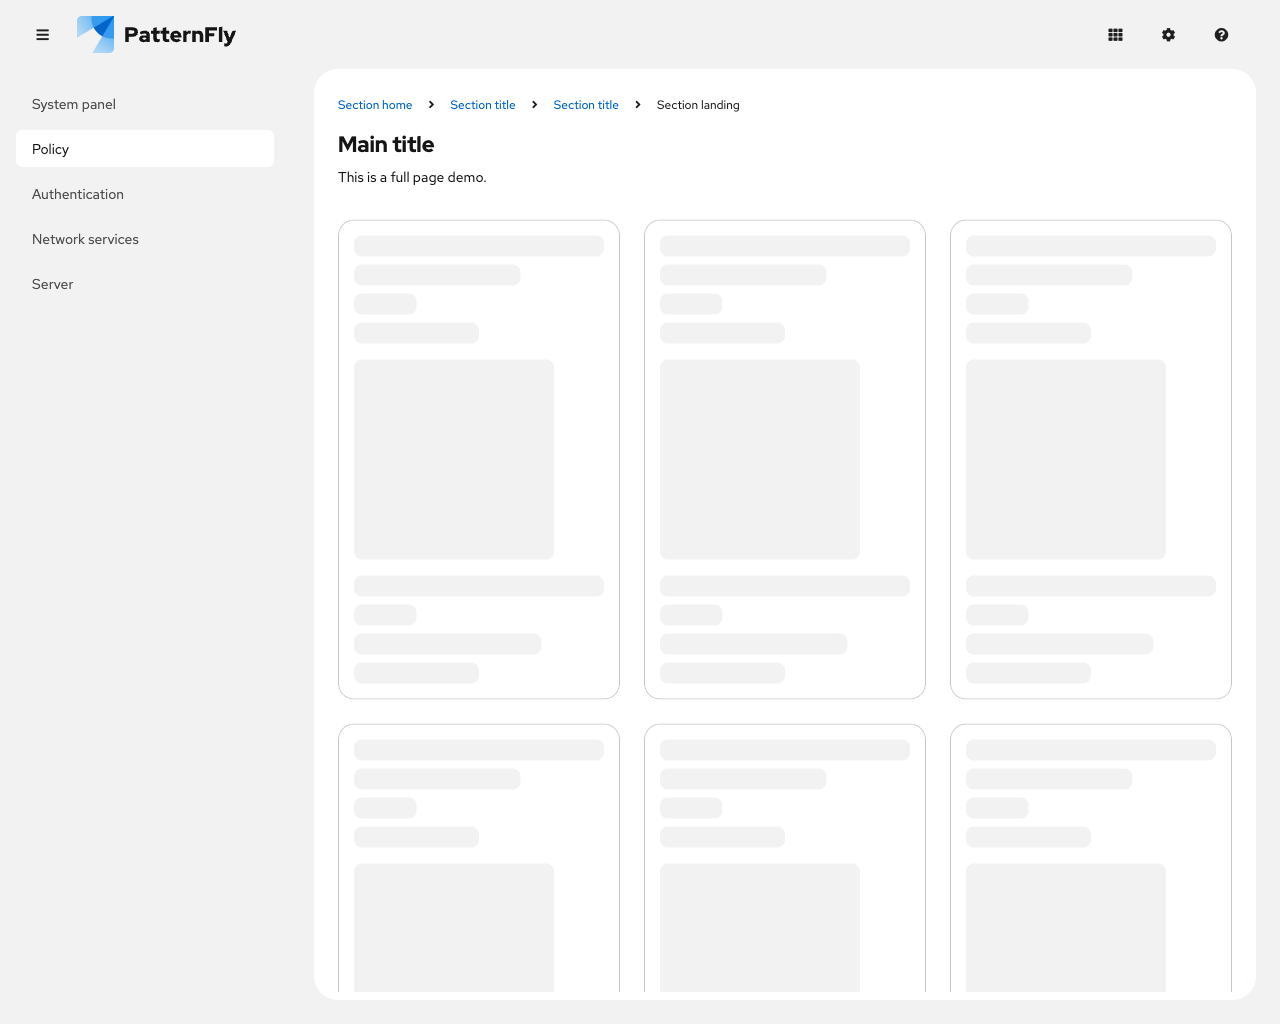 PatternFly
System panel
Policy
Authentication
Network services
Server
Section home
Section title
Section title
Section landing
Main title
This is a full page demo.